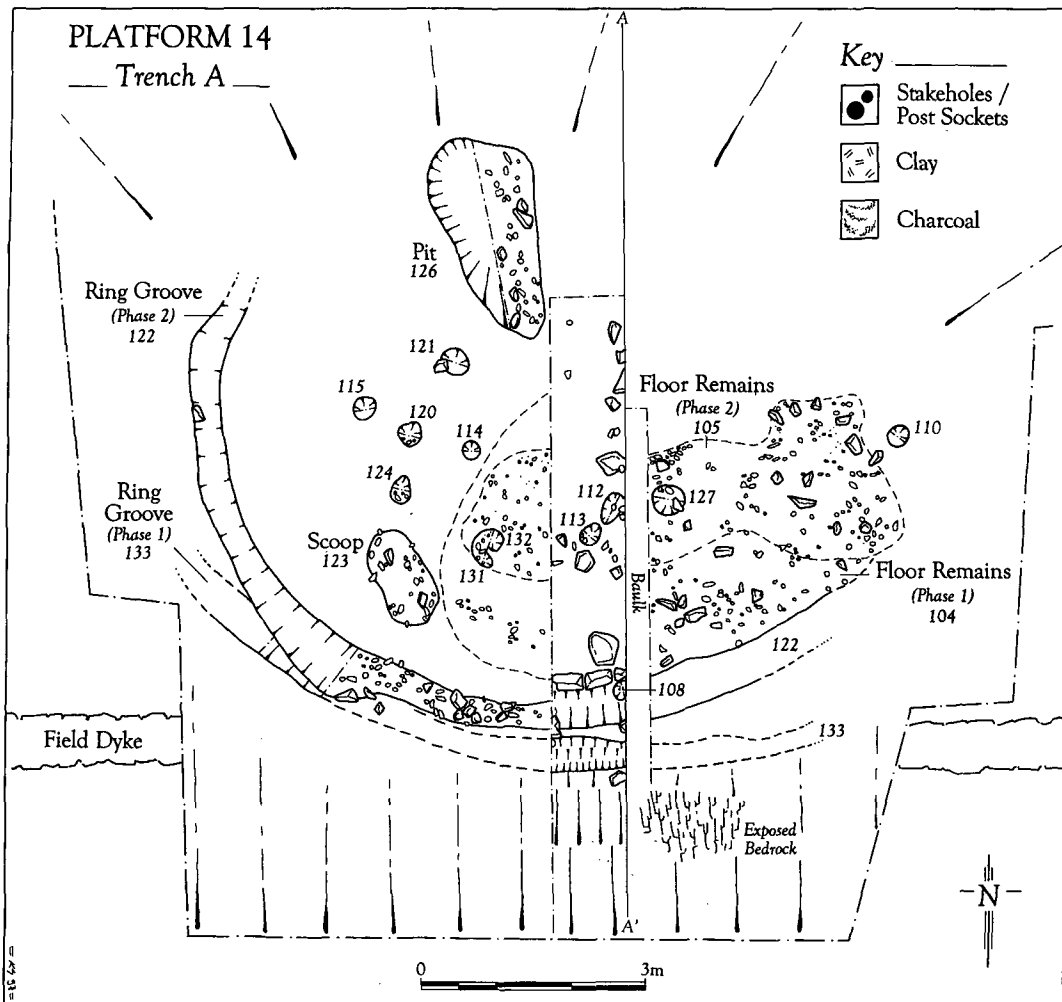 PLATFORM 14
Trench A
A
Key
Stakeholes /
Post Sockets
Clay
Charcoal
Pit
126
Ring Groove
(Phase 2)
122
121
115
120
114
124
Floor Remains
(Phase 2)
105
110
112
127
113
Ring
Groove
(Phase 1)
133
Scoop
123
132
131
Baulk
Floor Remains
(Phase 1)
104
122
108
133
Field Dyke
Exposed
Bedrock
N
A'
0
3m